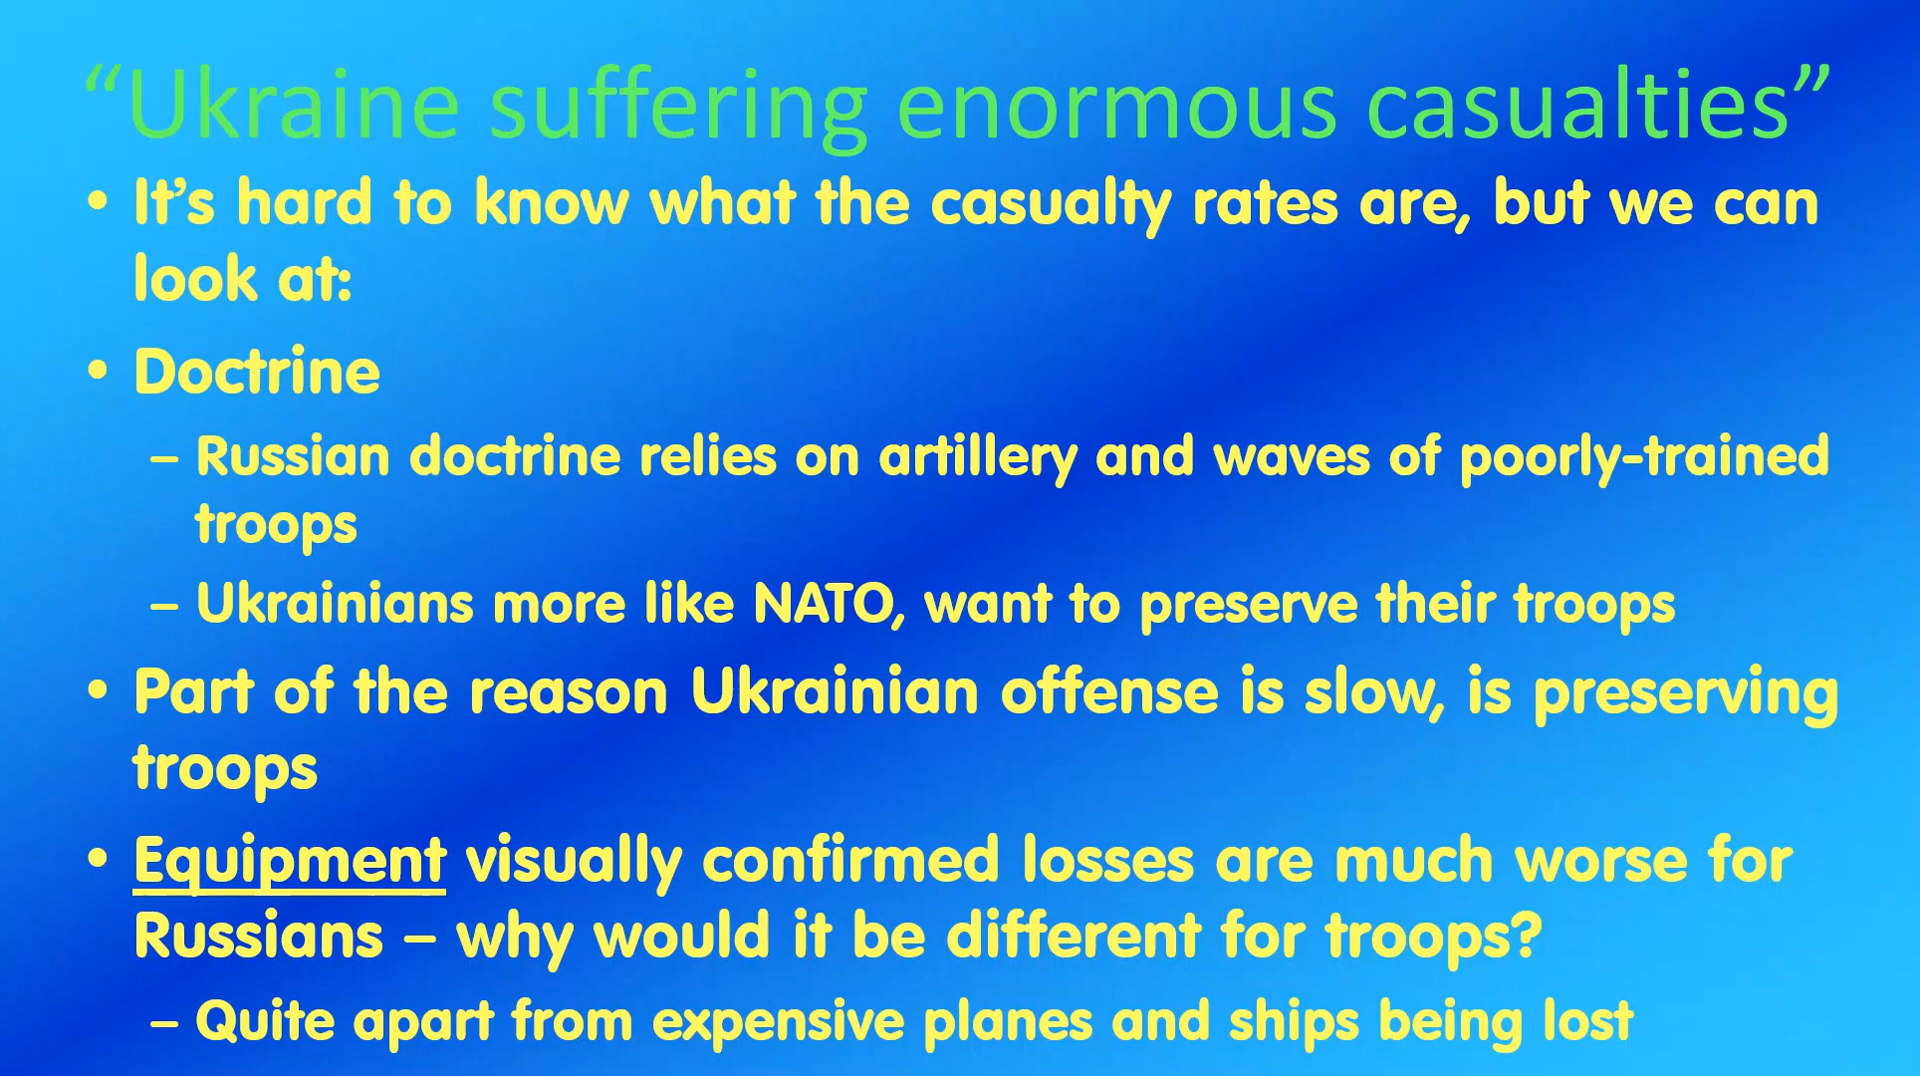 “Ukraine suffering enormous casualties”
• It’s hard to know what the casualty rates are, but we can
look at:
• Doctrine
– Russian doctrine relies on artillery and waves of poorly-trained
troops
– Ukrainians more like NATO, want to preserve their troops
• Part of the reason Ukrainian offense is slow, is preserving
troops
• Equipment visually confirmed losses are much worse for
Russians – why would it be different for troops?
– Quite apart from expensive planes and ships being lost